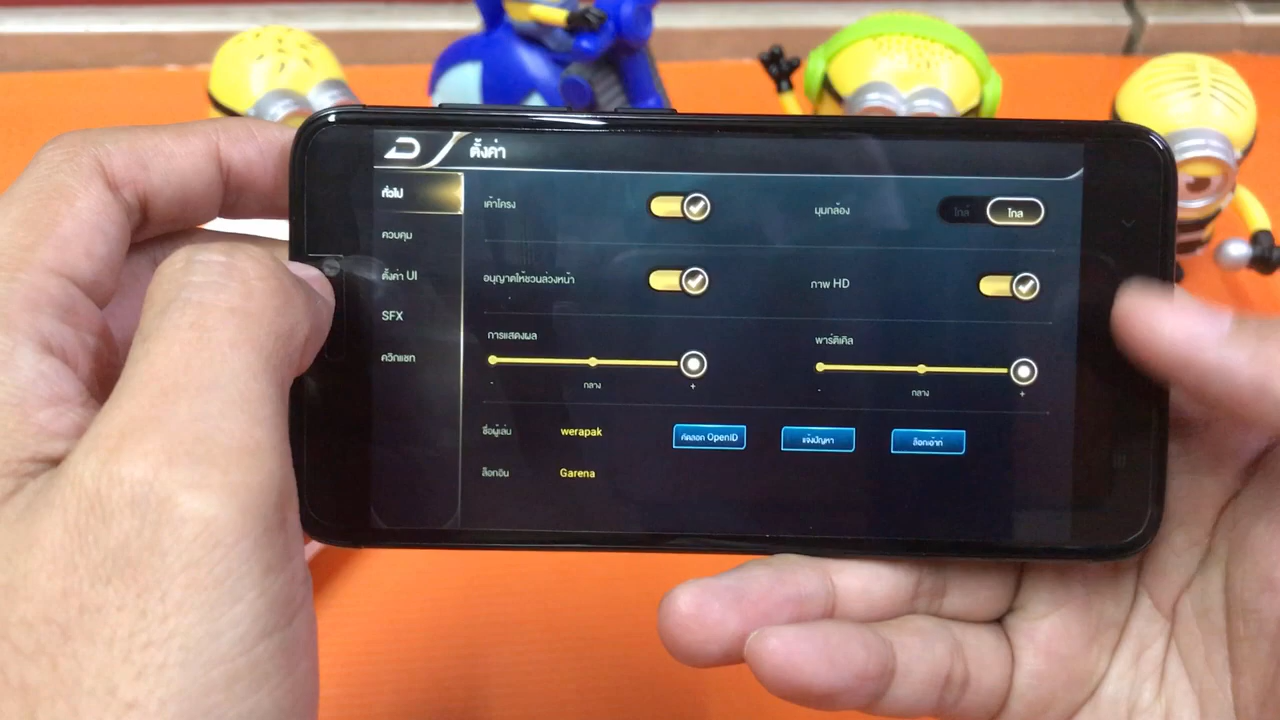 ตั้งค่า
ทั่วไป
ควบคุม
ตั้งค่า UI
SFX
ควิกแชท
เค้าโครง
มุมกล้อง
ใกล้ ไกล
อนุญาตให้ชวนล่วงหน้า
ภาพ HD
การแสดงผล
- กลาง +
พาร์ติเคิล
- กลาง +
ชื่อผู้เล่น werapak
คัดลอก OpenID
แจ้งปัญหา
ล็อกเอ้าท์
ล็อกอิน Garena